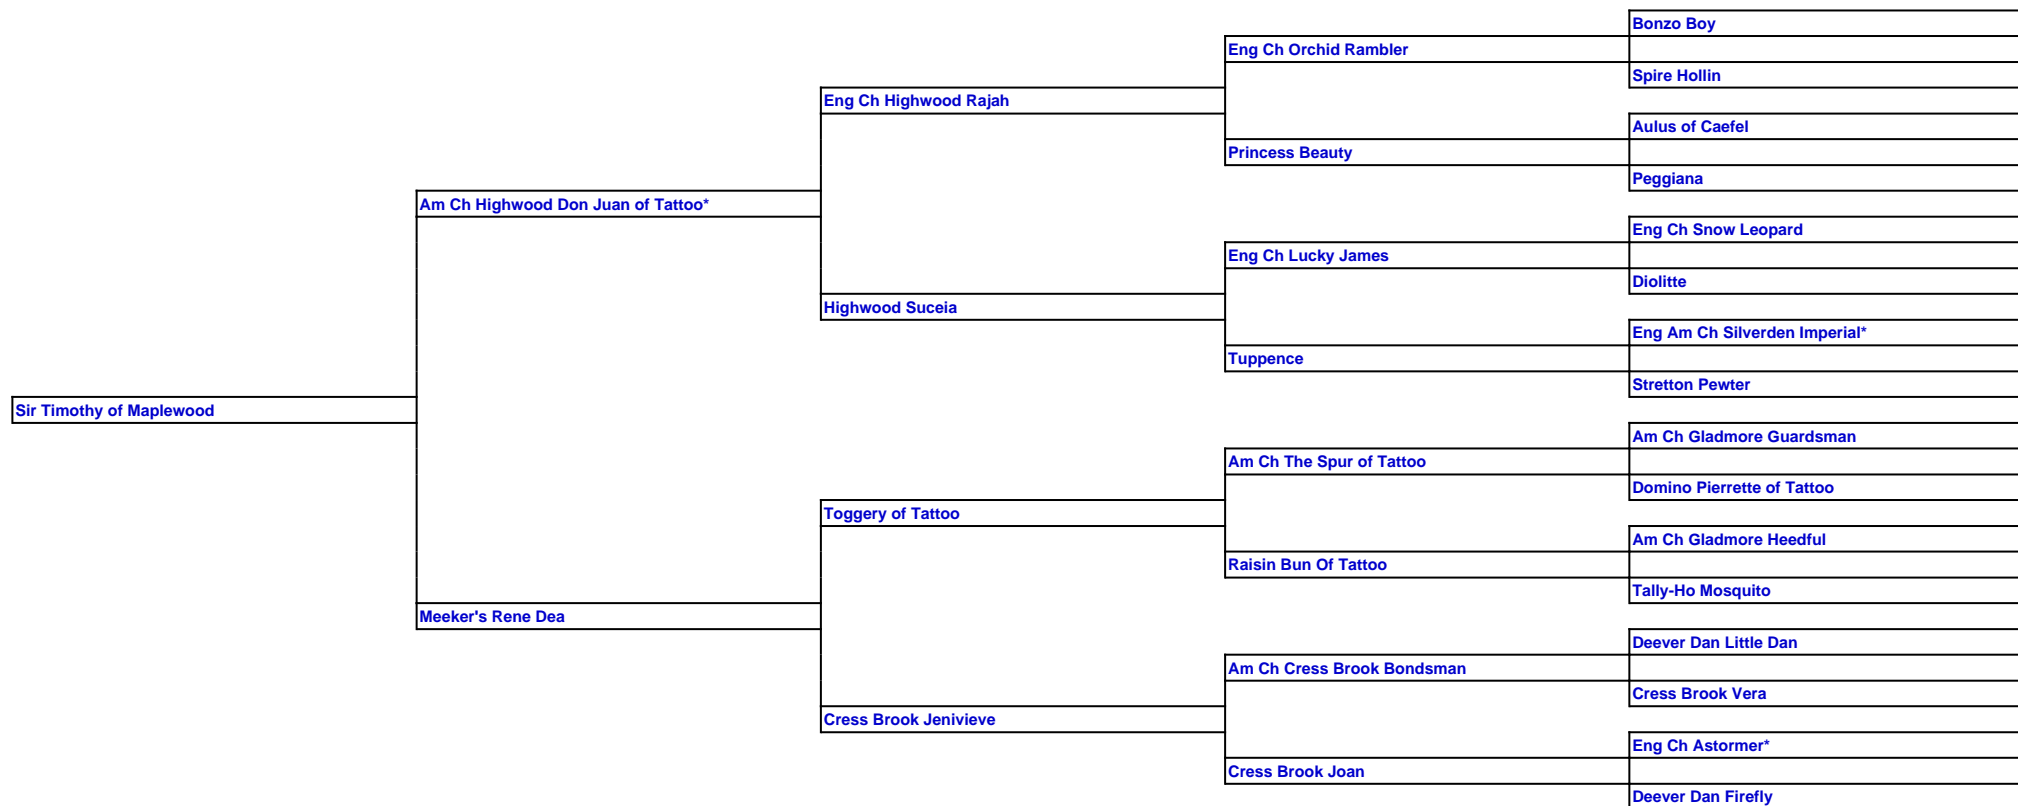 Bonzo Boy
Eng Ch Orchid Rambler
Spire Hollin
Eng Ch Highwood Rajah
Aulus of Caefel
Princess Beauty
Peggiana
Am Ch Highwood Don Juan of Tattoo*
Eng Ch Snow Leopard
Eng Ch Lucky James
Diolitte
Highwood Suceia
Eng Am Ch Silverden Imperial*
Tuppence
Stretton Pewter
Sir Timothy of Maplewood
Am Ch Gladmore Guardsman
Am Ch The Spur of Tattoo
Domino Pierrette of Tattoo
Toggery of Tattoo
Am Ch Gladmore Heedful
Raisin Bun Of Tattoo
Tally-Ho Mosquito
Meeker's Rene Dea
Deever Dan Little Dan
Am Ch Cress Brook Bondsman
Cress Brook Vera
Cress Brook Jenivieve
Eng Ch Astormer*
Cress Brook Joan
Deever Dan Firefly